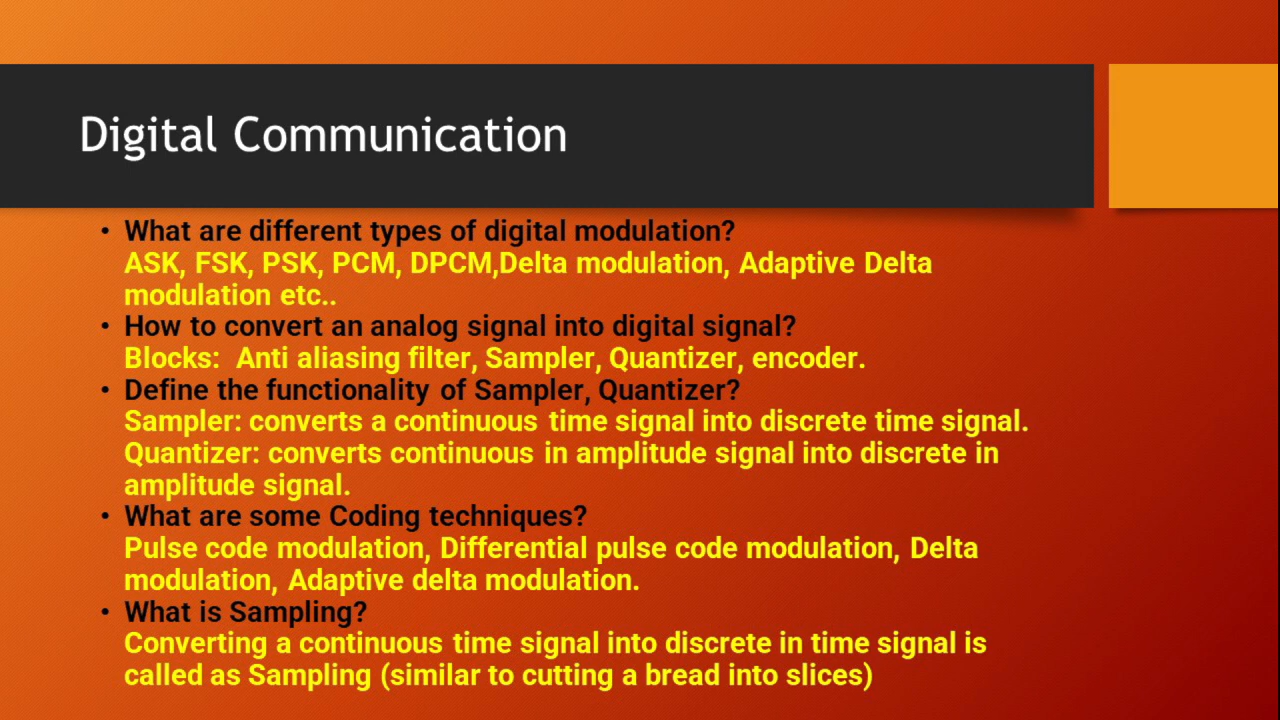 Digital Communication
• What are different types of digital modulation?
ASK, FSK, PSK, PCM, DPCM,Delta modulation, Adaptive Delta
modulation etc..
• How to convert an analog signal into digital signal?
Blocks:  Anti aliasing filter, Sampler, Quantizer, encoder.
• Define the functionality of Sampler, Quantizer?
Sampler: converts a continuous time signal into discrete time signal.
Quantizer: converts continuous in amplitude signal into discrete in
amplitude signal.
• What are some Coding techniques?
Pulse code modulation, Differential pulse code modulation, Delta
modulation, Adaptive delta modulation.
• What is Sampling?
Converting a continuous time signal into discrete in time signal is
called as Sampling (similar to cutting a bread into slices)